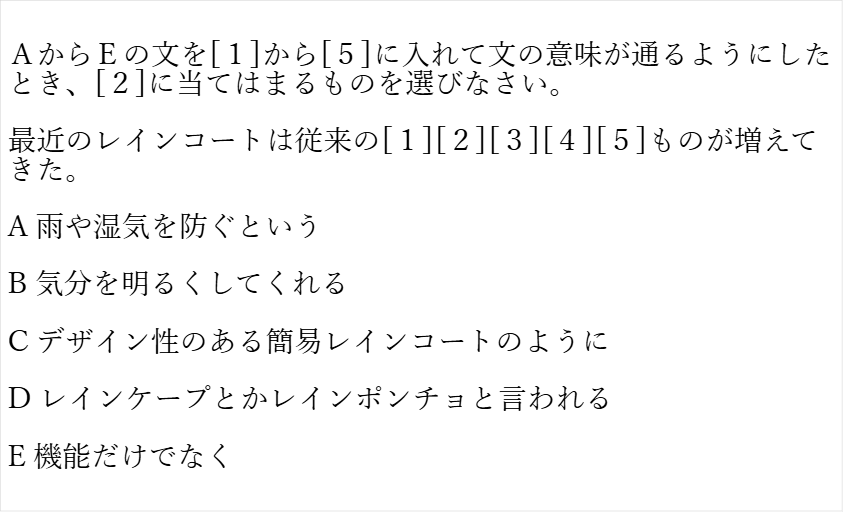 AからEの文を[１]から[５]に入れて文の意味が通るようにした
とき、[２]に当てはまるものを選びなさい。
最近のレインコートは従来の[１][２][３][４][５]ものが増えて
きた。
A 雨や湿気を防ぐという
B 気分を明るくしてくれる
C デザイン性のある簡易レインコートのように
D レインケープとかレインポンチョと言われる
E 機能だけでなく